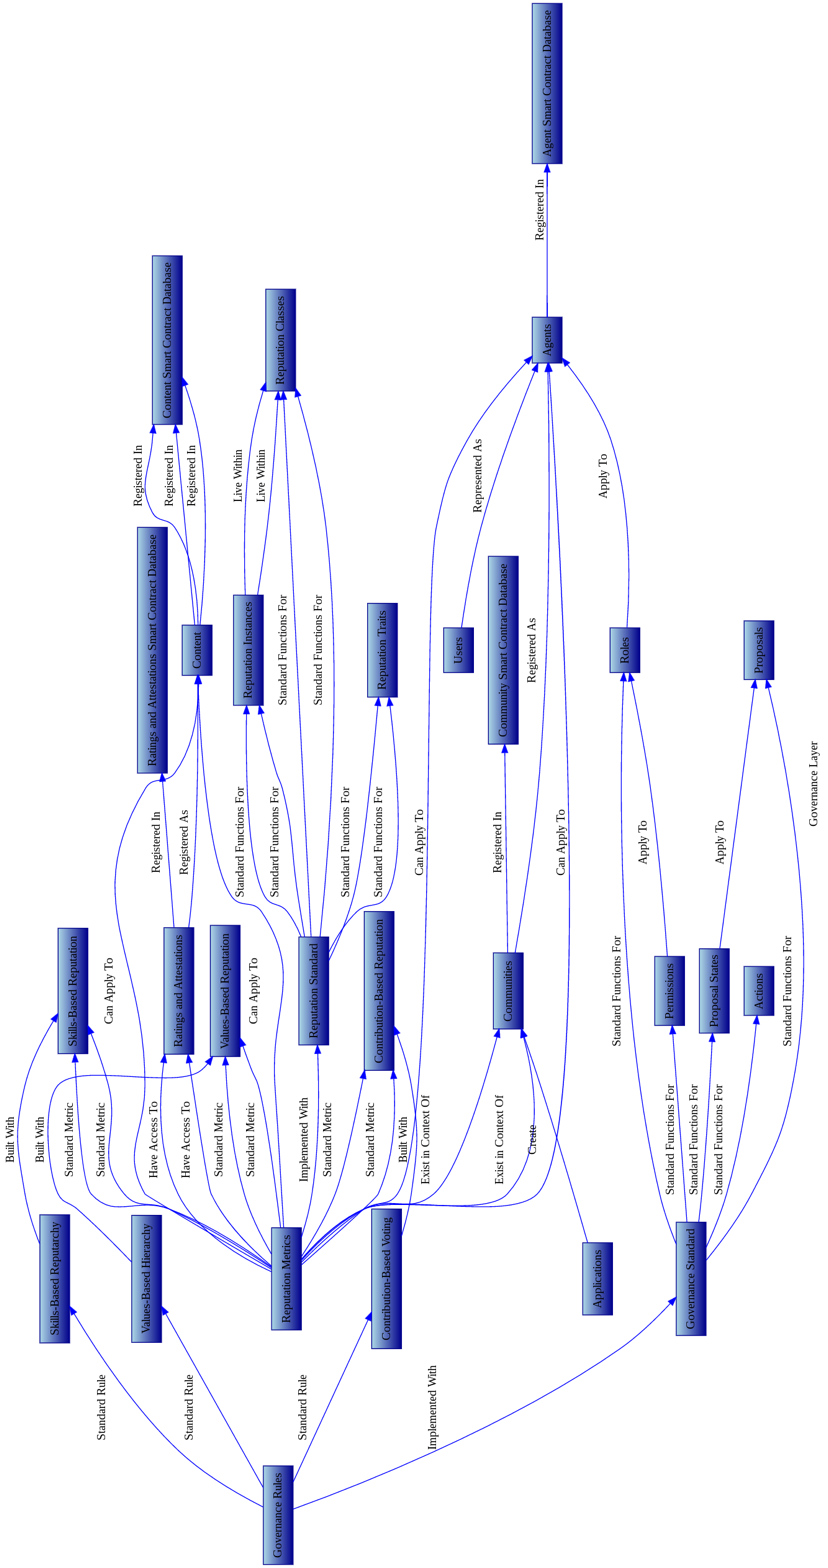 Agent Smart Contract Database
Registered In
Agents
Content Smart Contract Database
Reputation Classes
Registered In
Registered In
Registered In
Live Within
Live Within
Represented As
Apply To
Ratings and Attestations Smart Contract Database
Content
Reputation Instances
Standard Functions For
Standard Functions For
Reputation Traits
Users
Community Smart Contract Database
Registered As
Roles
Proposals
Registered In
Registered As
Standard Functions For
Standard Functions For
Standard Functions For
Standard Functions For
Can Apply To
Registered In
Can Apply To
Apply To
Apply To
Governance Layer
Skills-Based Reputation
Can Apply To
Ratings and Attestations
Values-Based Reputation
Can Apply To
Reputation Standard
Contribution-Based Reputation
Communities
Standard Functions For
Permissions
Proposal States
Actions
Standard Functions For
Built With
Built With
Standard Metric
Standard Metric
Have Access To
Have Access To
Standard Metric
Standard Metric
Implemented With
Standard Metric
Standard Metric
Built With
Exist in Context Of
Exist in Context Of
Create
Standard Functions For
Standard Functions For
Standard Functions For
Skills-Based Reputarchy
Values-Based Hierarchy
Reputation Metrics
Contribution-Based Voting
Applications
Governance Standard
Standard Rule
Standard Rule
Standard Rule
Implemented With
Governance Rules